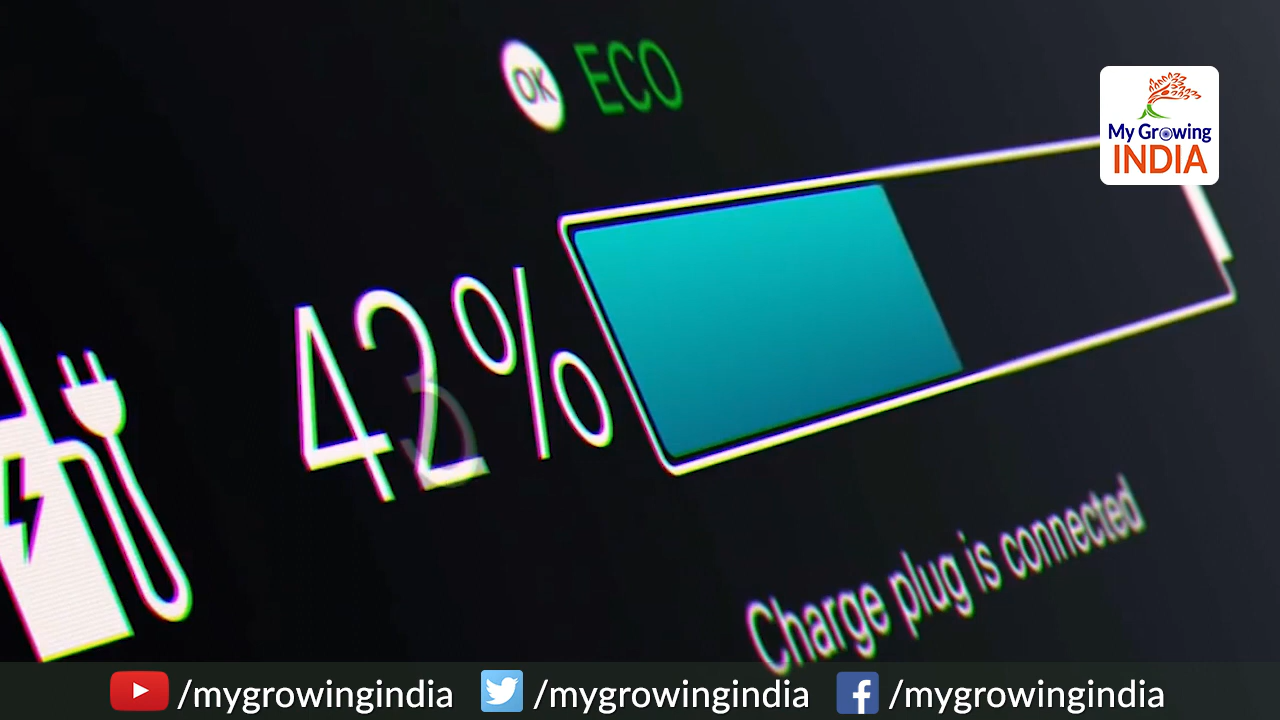 OK ECO
My Growing
INDIA
42%
Charge plug is connected
/mygrowingindia /mygrowingindia /mygrowingindia